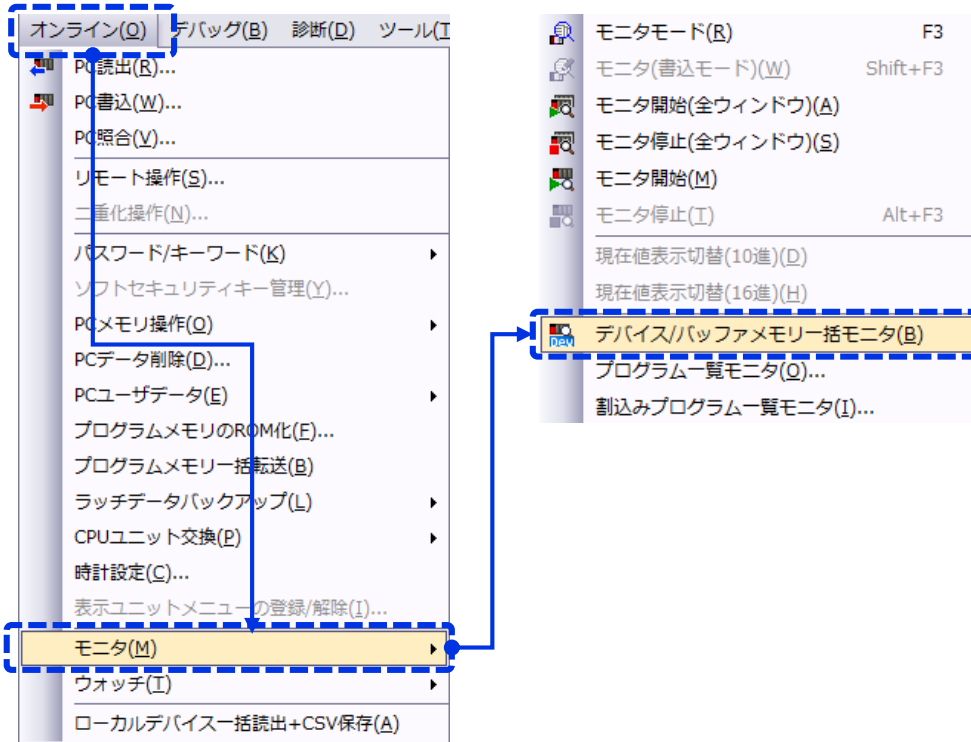 オンライン(O) デバッグ(B) 診断(D) ツール(T
PC読出(R)...
PC書込(W)...
PC照合(V)...
リモート操作(S)...
二重化操作(N)...
パスワード/キーワード(K)
ソフトセキュリティキー管理(Y)...
PCメモリ操作(O)
PCデータ削除(D)...
PCユーザデータ(E)
プログラムメモリのROM化(F)...
プログラムメモリ一括転送(B)
ラッチデータバックアップ(L)
CPUユニット交換(P)
時計設定(C)...
表示ユニットメニューの登録/解除(I)...
モニタ(M)
ウォッチ(T)
ローカルデバイス一括読出+CSV保存(A)
モニタモード(R) F3
モニタ(書込モード)(W) Shift+F3
モニタ開始(全ウィンドウ)(A)
モニタ停止(全ウィンドウ)(S)
モニタ開始(M)
モニタ停止(T) Alt+F3
現在値表示切替(10進)(D)
現在値表示切替(16進)(H)
Dev デバイス/バッファメモリ一括モニタ(B)
プログラム一覧モニタ(O)...
割込みプログラム一覧モニタ(I)...